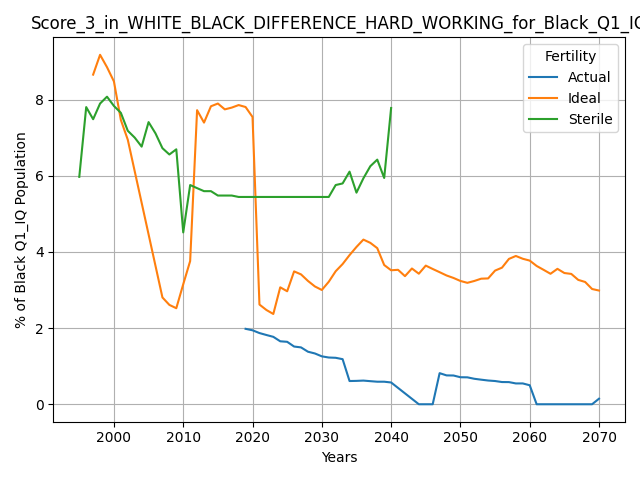 Score_3_in_WHITE_BLACK_DIFFERENCE_HARD_WORKING_for_Black_Q1_IQ
Fertility
Actual
Ideal
Sterile
% of Black Q1_IQ Population
8
6
4
2
0
2000 2010 2020 2030 2040 2050 2060 2070
Years